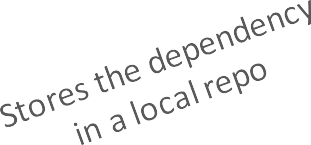 Stores the dependency
in a local repo